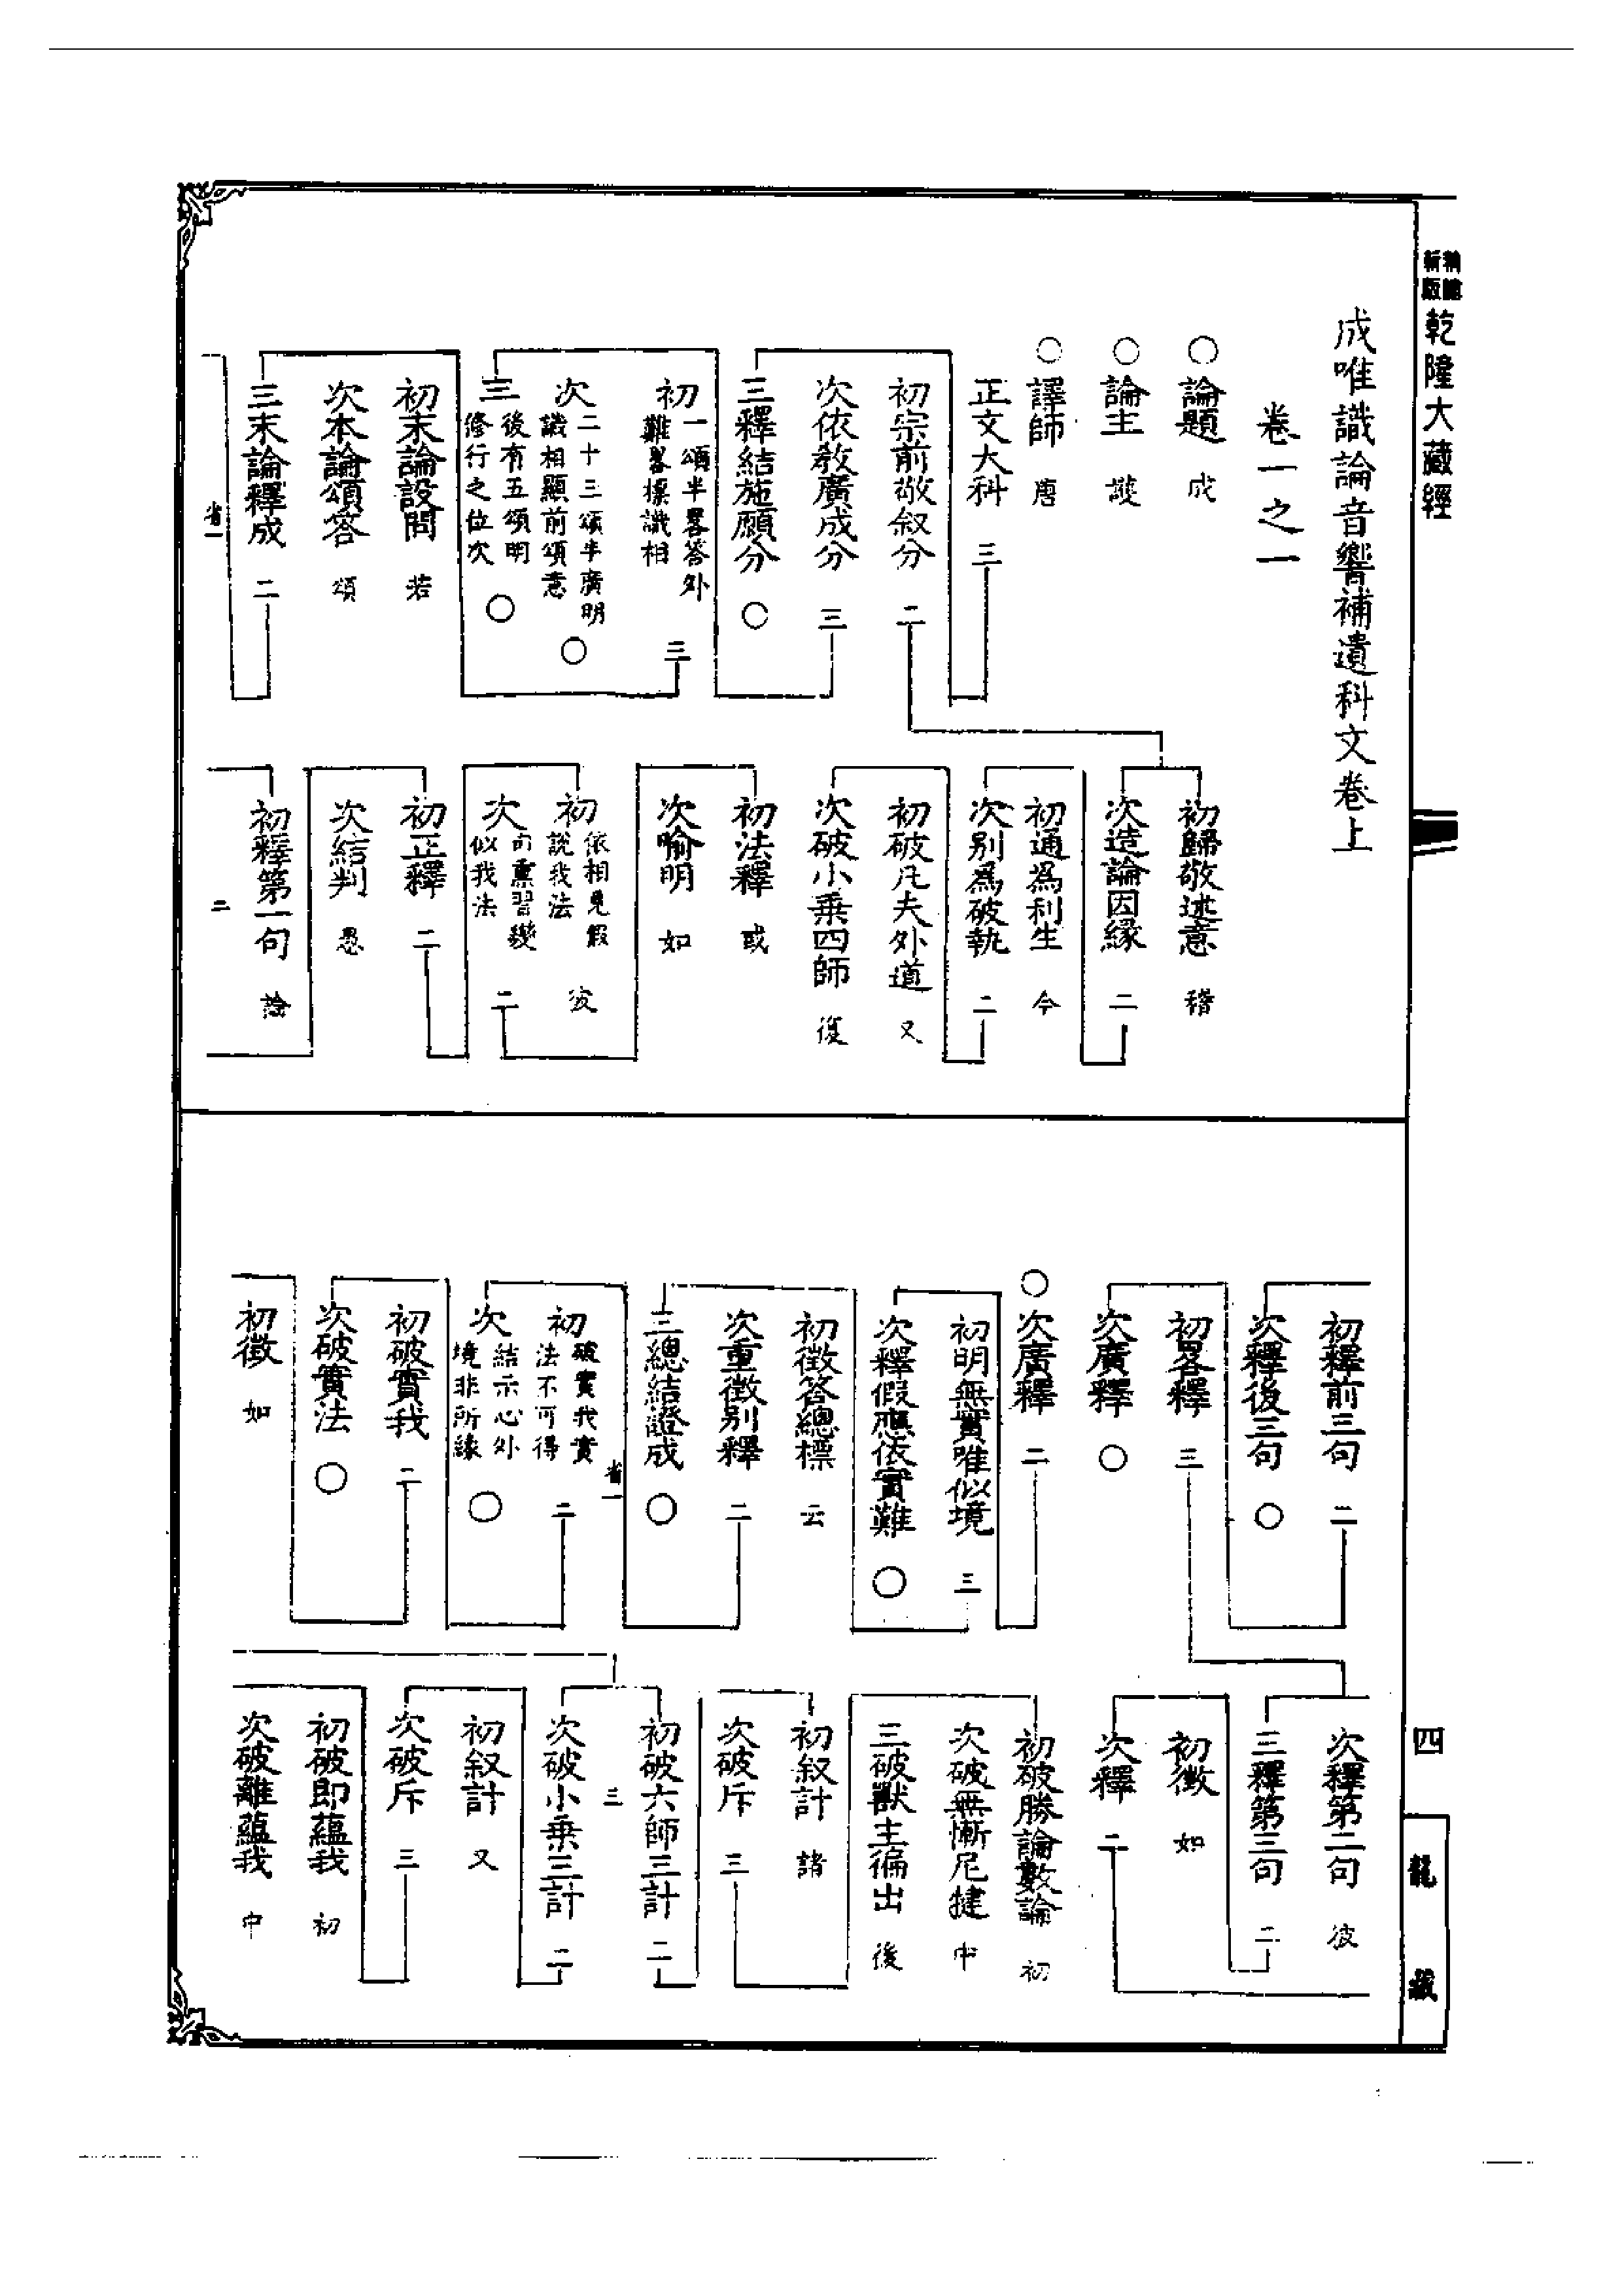 精縮新版
乾隆大藏經
成唯識論音響補遺科文卷上
卷一之一
○論題 成
○論主 護
○譯師 唐
正文大科 三
初宗前敬叙分 二
次依教廣成分 三
三釋結施願分 ○
初 一頌半畧答外難畧標識相 三
次 二十三頌半廣明識相顯前頌意 ○
三 後有五頌明修行之位次 ○
初末論設問 若
次本論頌答 頌
三末論釋成 二
省一
初歸敬述意 稽
次造論因緣 二
初通為利生 今
次別為破執 二
初破凡夫外道 又
次破小乘四師 復
初法釋 或
次喻明 如
初 依相見假說我法 彼
次 由熏習變似我法 二
初正釋 二
次結判 愚
初釋第一句 論
二
初釋前三句 二
次釋後三句 ○
初畧釋 三
次廣釋 ○
○次廣釋 二
初明無實唯似境 三
次釋假應依實難 ○
初徵答總標 云
次重徵別釋 二
三總結證成 ○
省一
初 破實我實法不可得 二
次 結示心外境非所緣 ○
初破實我 二
次破實法 ○
初徵 如
次釋第二句 彼
三釋第三句 二
初徵 如
次釋 二
初破勝論數論 初
次破無慚尼揵 中
三破獸主徧出 後
初叙計 諸
次破斥 三
初破六師三計 二
三
次破小乘三計 二
初叙計 又
次破斥 三
初破即蘊我 初
次破離蘊我 中
四
龍藏